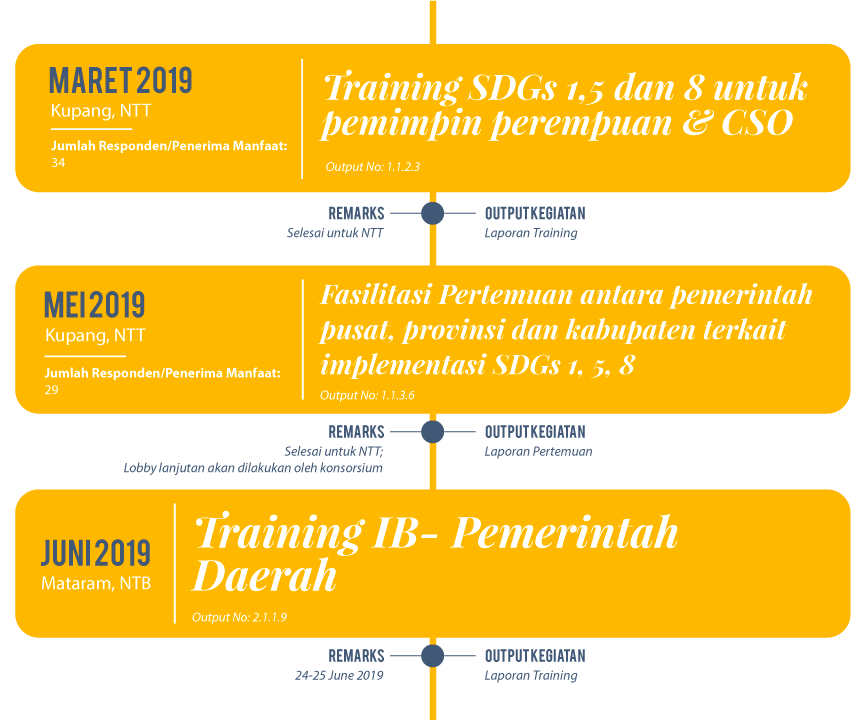 MARET 2019
Kupang, NTT
Jumlah Responden/Penerima Manfaat:
34
Training SDGs 1,5 dan 8 untuk
pemimpin perempuan & CSO
Output No: 1.1.2.3
REMARKS
Selesai untuk NTT
OUTPUT KEGIATAN
Laporan Training
MEI 2019
Kupang, NTT
Jumlah Responden/Penerima Manfaat:
29
Fasilitasi Pertemuan antara pemerintah
pusat, provinsi dan kabupaten terkait
implementasi SDGs 1, 5, 8
Output No: 1.1.3.6
REMARKS
Selesai untuk NTT;
Lobby lanjutan akan dilakukan oleh konsorsium
OUTPUT KEGIATAN
Laporan Pertemuan
JUNI 2019
Mataram, NTB
Training IB- Pemerintah
Daerah
Output No: 2.1.1.9
REMARKS
24-25 June 2019
OUTPUT KEGIATAN
Laporan Training